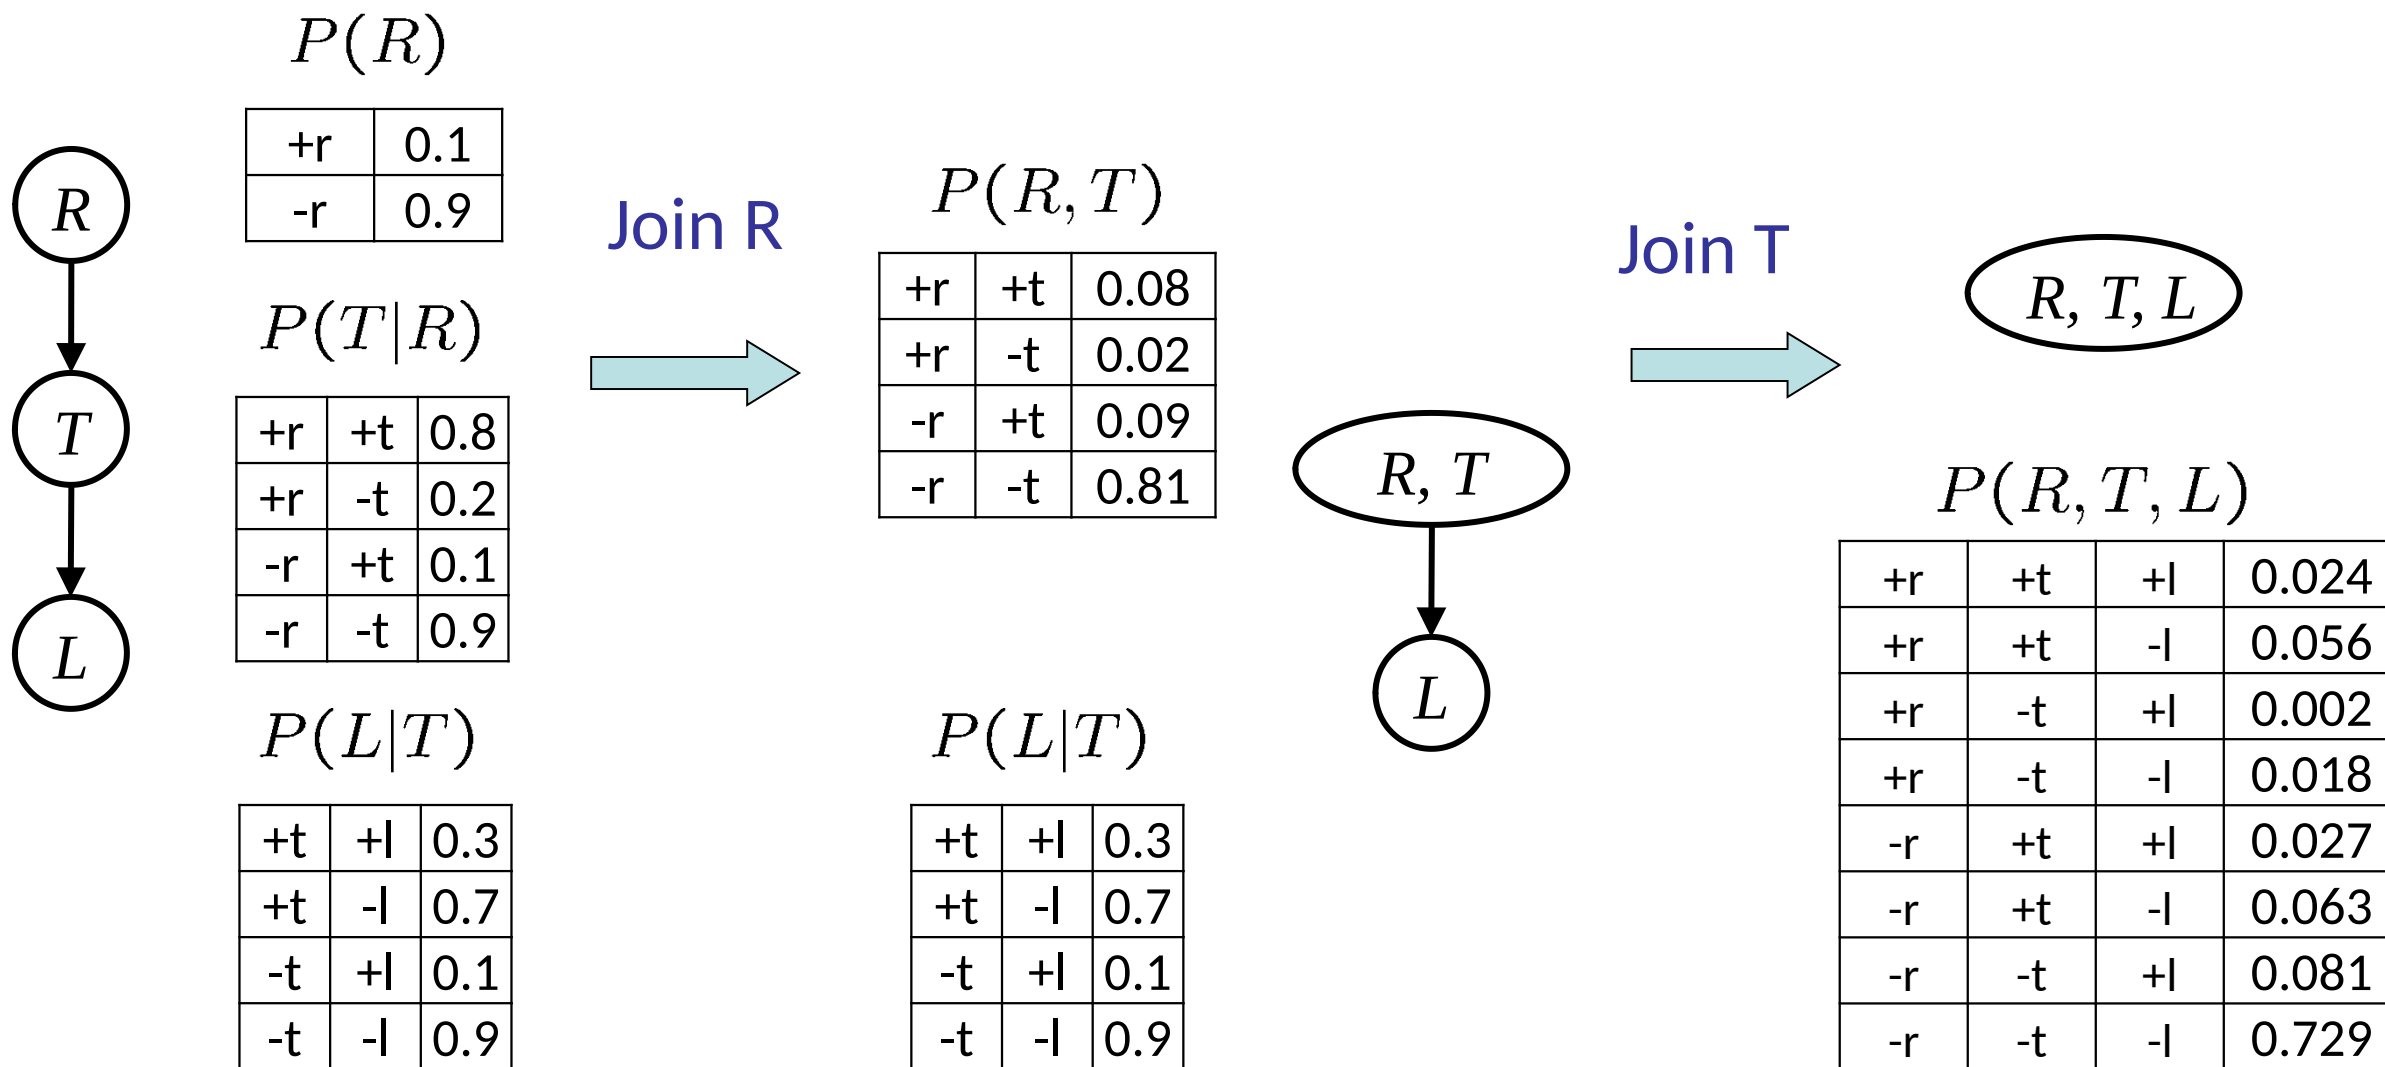 P(R)
+r 0.1
-r 0.9
R
T
L
P(T|R)
+r +t 0.8
+r -t 0.2
-r +t 0.1
-r -t 0.9
P(L|T)
+t +l 0.3
+t -l 0.7
-t +l 0.1
-t -l 0.9
Join R
P(R, T)
+r +t 0.08
+r -t 0.02
-r +t 0.09
-r -t 0.81
R, T
L
P(L|T)
+t +l 0.3
+t -l 0.7
-t +l 0.1
-t -l 0.9
Join T
R, T, L
P(R, T, L)
+r +t +l 0.024
+r +t -l 0.056
+r -t +l 0.002
+r -t -l 0.018
-r +t +l 0.027
-r +t -l 0.063
-r -t +l 0.081
-r -t -l 0.729